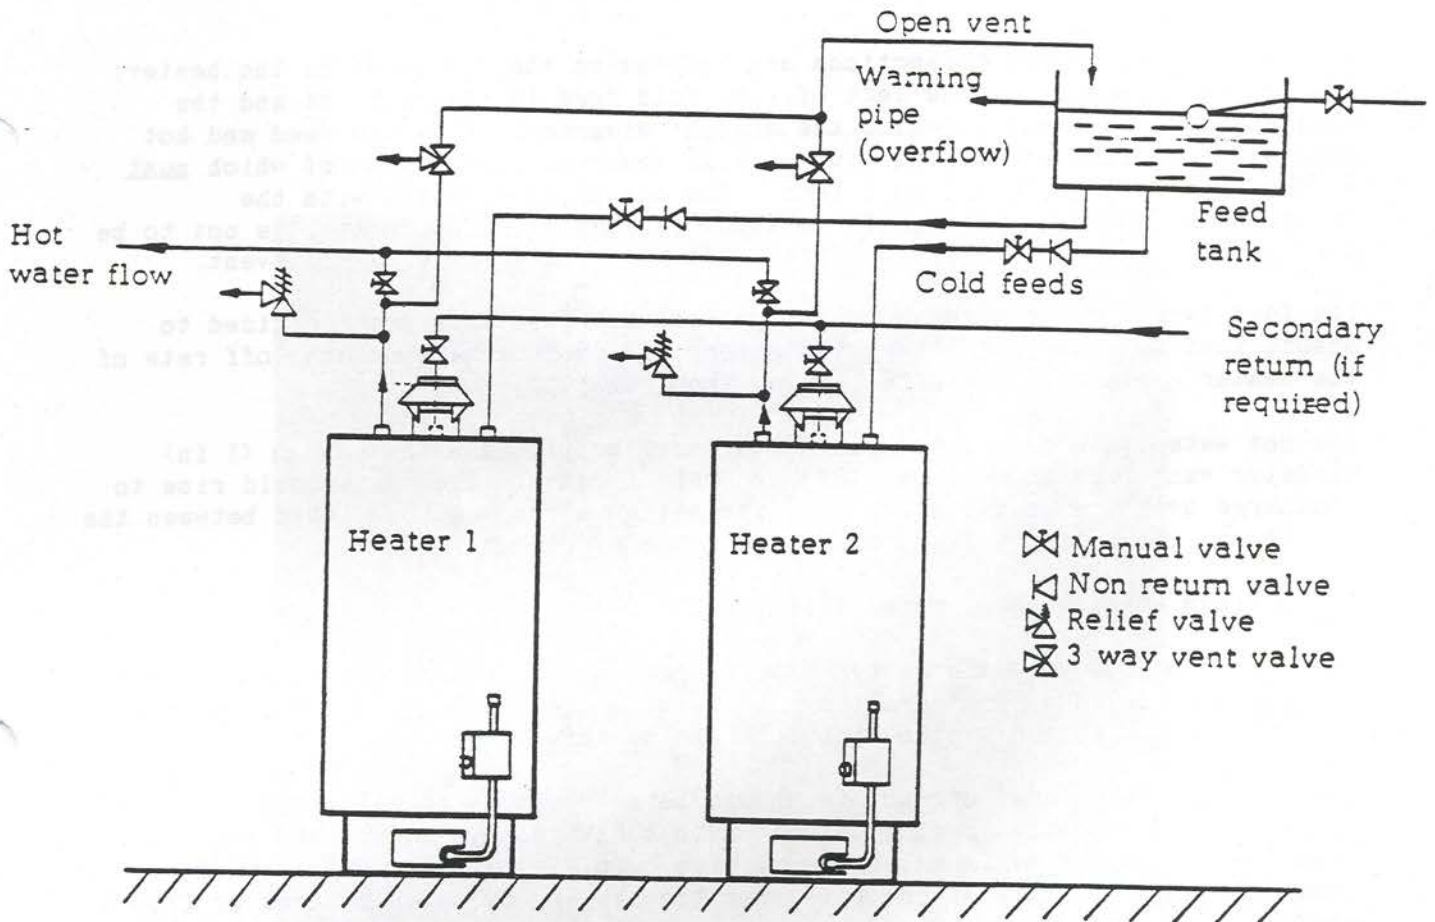 Open vent
Warning
pipe
(overflow)
Feed
tank
Hot
water flow
Cold feeds
Secondary
return (if
required)
Heater 1
Heater 2
Manual valve
Non return valve
Relief valve
3 way vent valve